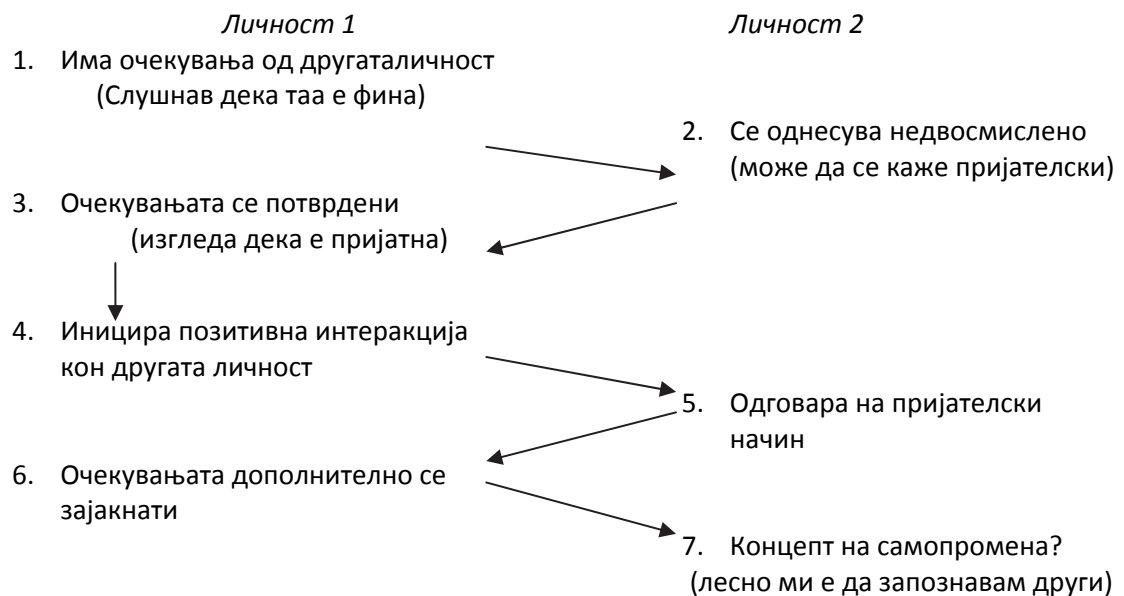 Личност 1
Личност 2
1. Има очекувања од другаталичност
(Слушнав дека таа е фина)
2. Се однесува недвосмислено
(може да се каже пријателски)
3. Очекувањата се потврдени
(изгледа дека е пријатна)
4. Иницира позитивна интеракција
кон другата личност
5. Одговара на пријателски
начин
6. Очекувањата дополнително се
зајакнати
7. Концепт на самопромена?
(лесно ми е да запознавам други)